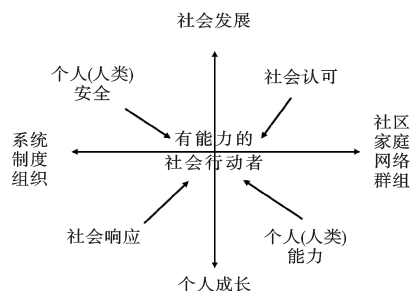 社会发展
个人(人类)
安全
社会认可
系统
制度
组织
有能力的
社会行动者
社区
家庭
网络
群组
社会响应
个人(人类)
能力
个人成长